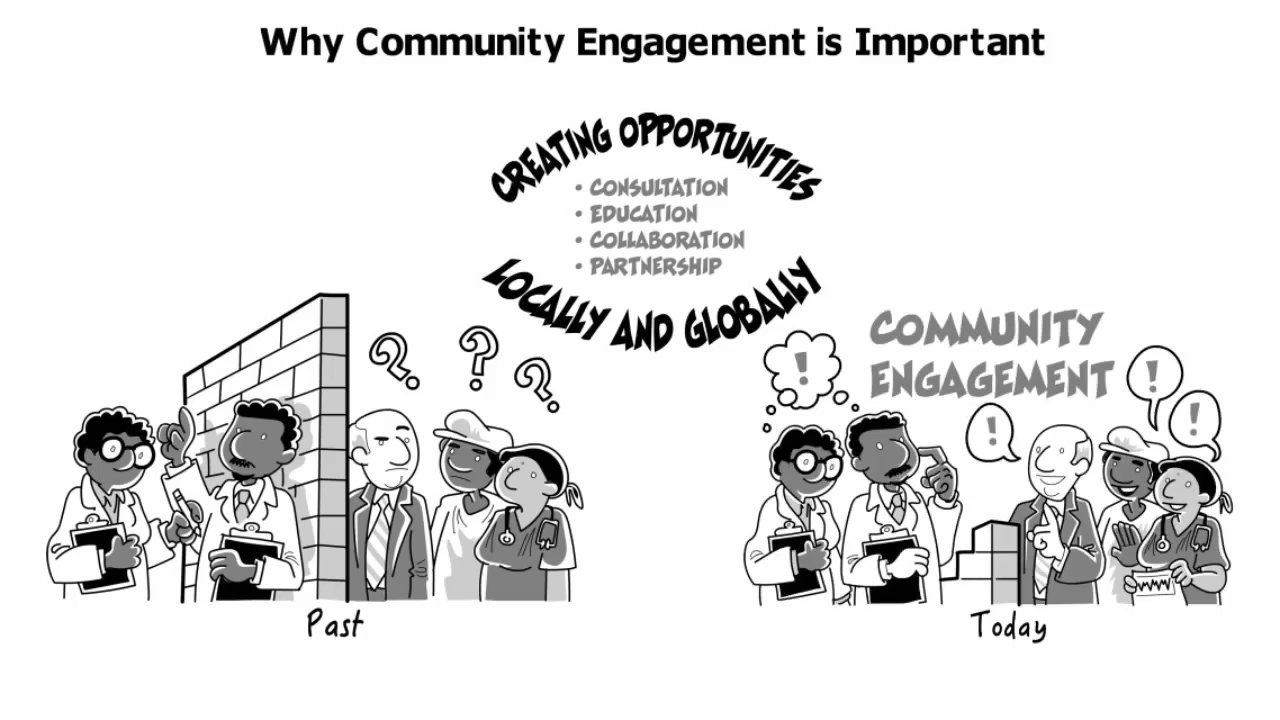 Why Community Engagement is Important
CREATING OPPORTUNITIES
• CONSULTATION
• EDUCATION
• COLLABORATION
• PARTNERSHIP
LOCALLY AND GLOBALLY
? ? ?
Past
COMMUNITY
ENGAGEMENT
! ! ! !
Today